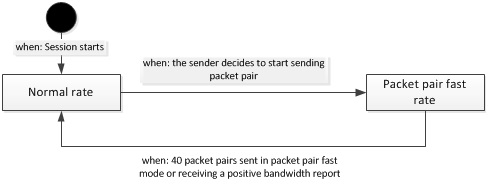 when: Session starts
when: the sender decides to start sending
packet pair
Normal rate
Packet pair fast
rate
when: 40 packet pairs sent in packet pair fast
mode or receiving a positive bandwidth report